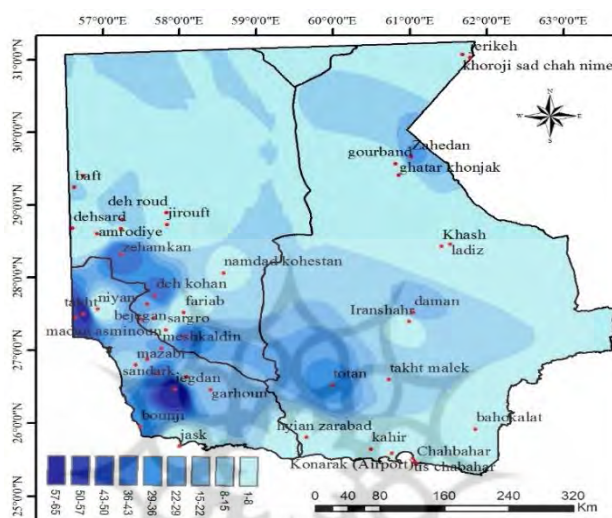 57°0'0"E 58°0'0"E 59°0'0"E 60°0'0"E 61°0'0"E 62°0'0"E 63°0'0"E
31°0'0"N
30°0'0"N
29°0'0"N
28°0'0"N
27°0'0"N
26°0'0"N
25°0'0"N
khoroji sad chah nime
N
W E
S
Zahedan
gourband
ghatar khonjak
baft
deh roud
dehsard
jirouft
amrodiye
zehamkan
Khash
ladiz
namdad kohestan
deh kohan
takht
niyan
fariab
daman
Iranshahr
bejegan
sargro
meshkaldin
mazabi
sandark
jegdan
garhoun
totan
takht malek
bounji
jask
hyian zarabad
kahir
bahokalat
Konarak (Airport)
Chahbahar
57-65
50-57
43-50
36-43
29-36
22-29
15-22
8-15
1-8
0 20 40 80 120 160
200 240 320
Km